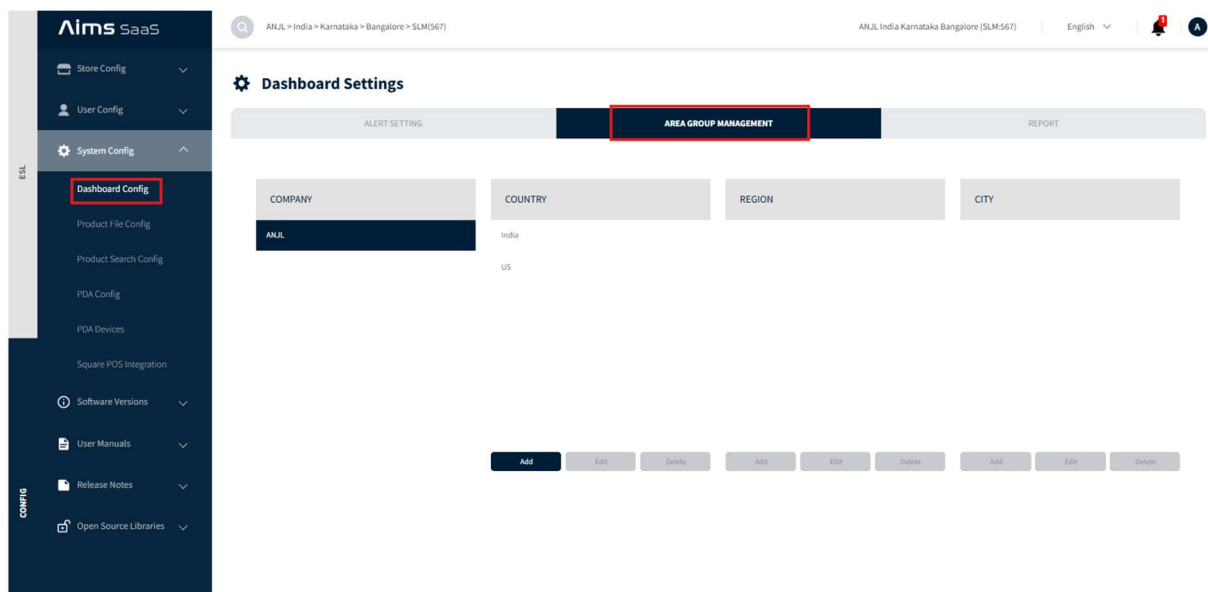 Aims SaaS
ANJL > India > Karnataka > Bangalore > SLM(567)
ANJL India Karnataka Bangalore (SLM:567)
English
1
A
ESL
CONFIG
Store Config
User Config
System Config
Dashboard Config
Product File Config
Product Search Config
PDA Config
PDA Devices
Square POS Integration
Software Versions
User Manuals
Release Notes
Open Source Libraries
Dashboard Settings
ALERT SETTING
AREA GROUP MANAGEMENT
REPORT
COMPANY
COUNTRY
REGION
CITY
ANJL
India
US
Add Edit Delete Add Edit Delete Add Edit Delete